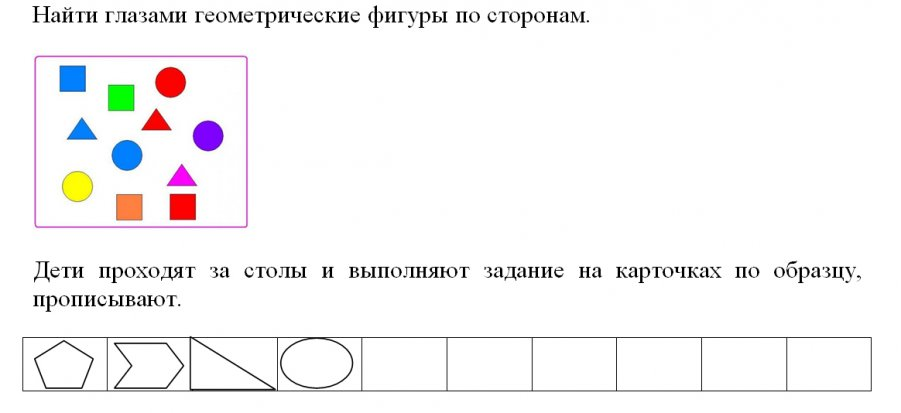 Найти глазами геометрические фигуры по сторонам.
Дети проходят за столы и выполняют задание на карточках по образцу,
прописывают.